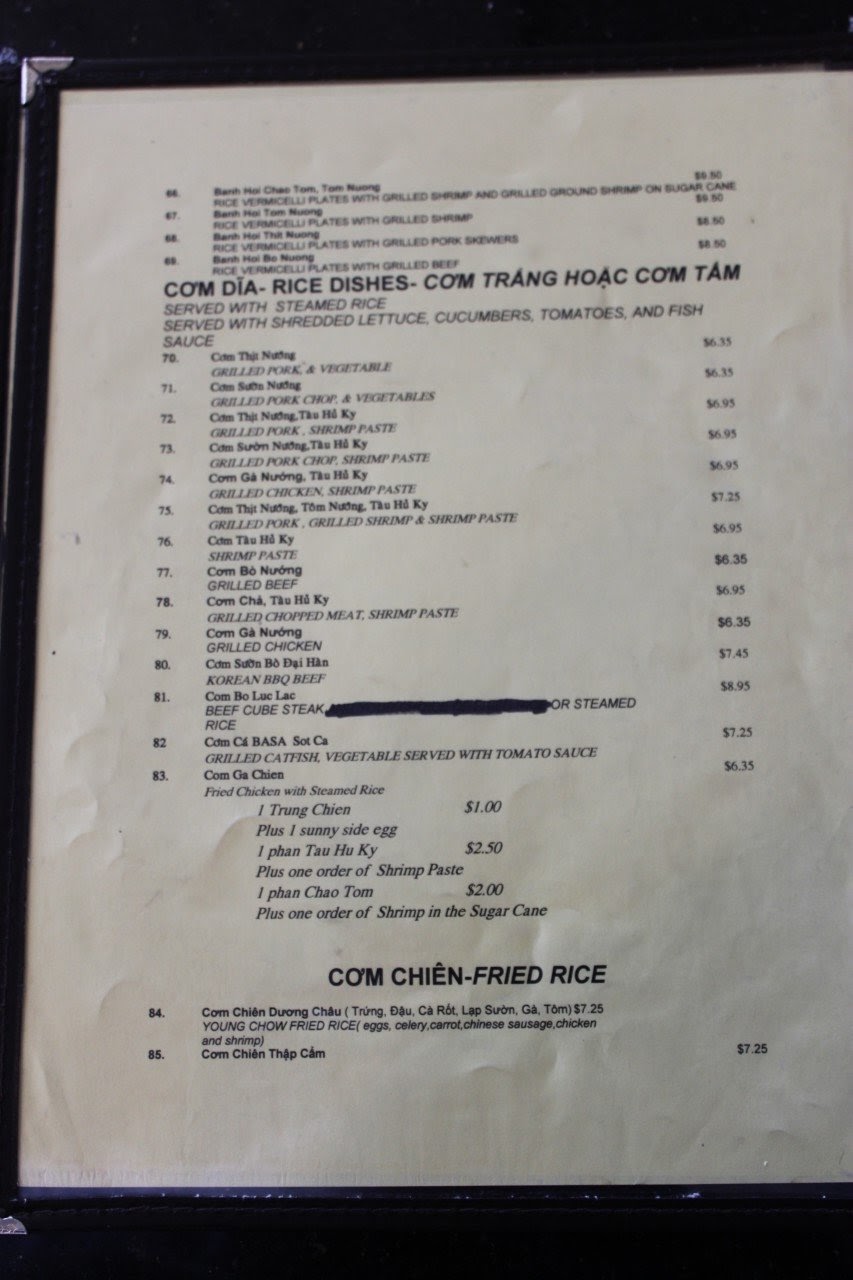 66. Banh Hoi Chao Tom, Tom Nuong $9.50
RICE VERMICELLI PLATES WITH GRILLED SHRIMP AND GRILLED GROUND SHRIMP ON SUGAR CANE
67. Banh Hoi Tom Nuong $9.50
RICE VERMICELLI PLATES WITH GRILLED SHRIMP
68. Banh Hoi Thit Nuong $8.50
RICE VERMICELLI PLATES WITH GRILLED PORK SKEWERS
69. Banh Hoi Bo Nuong $8.50
RICE VERMICELLI PLATES WITH GRILLED BEEF
CƠM DĨA- RICE DISHES- CƠM TRẮNG HOẶC CƠM TẤM
SERVED WITH STEAMED RICE
SERVED WITH SHREDDED LETTUCE, CUCUMBERS, TOMATOES, AND FISH
SAUCE
70. Cơm Thịt Nướng $6.35
GRILLED PORK, & VEGETABLE
71. Cơm Sườn Nướng $6.35
GRILLED PORK CHOP, & VEGETABLES
72. Cơm Thịt Nướng,Tàu Hủ Ky $6.95
GRILLED PORK , SHRIMP PASTE
73. Cơm Sườn Nướng,Tàu Hủ Ky $6.95
GRILLED PORK CHOP, SHRIMP PASTE
74. Cơm Gà Nướng, Tàu Hủ Ky $6.95
GRILLED CHICKEN, SHRIMP PASTE
75. Cơm Thịt Nướng, Tôm Nướng, Tàu Hủ Ky $7.25
GRILLED PORK , GRILLED SHRIMP & SHRIMP PASTE
76. Cơm Tàu Hủ Ky $6.95
SHRIMP PASTE
77. Cơm Bò Nướng $6.35
GRILLED BEEF
78. Cơm Chả, Tàu Hủ Ky $6.95
GRILLED CHOPPED MEAT, SHRIMP PASTE
79. Cơm Gà Nướng $6.35
GRILLED CHICKEN
80. Cơm Sườn Bò Đại Hàn $7.45
KOREAN BBQ BEEF
81. Com Bo Luc Lac $8.95
BEEF CUBE STEAK, OR STEAMED
RICE
82 Cơm Cá BASA Sot Ca $7.25
GRILLED CATFISH, VEGETABLE SERVED WITH TOMATO SAUCE
83. Com Ga Chien $6.35
Fried Chicken with Steamed Rice
1 Trung Chien $1.00
Plus 1 sunny side egg
1 phan Tau Hu Ky $2.50
Plus one order of Shrimp Paste
1 phan Chao Tom $2.00
Plus one order of Shrimp in the Sugar Cane
CƠM CHIÊN-FRIED RICE
84. Cơm Chiên Dương Châu ( Trứng, Đậu, Cà Rốt, Lạp Sườn, Gà, Tôm) $7.25
YOUNG CHOW FRIED RICE( eggs, celery,carrot,chinese sausage,chicken
and shrimp)
85. Cơm Chiên Thập Cẩm $7.25